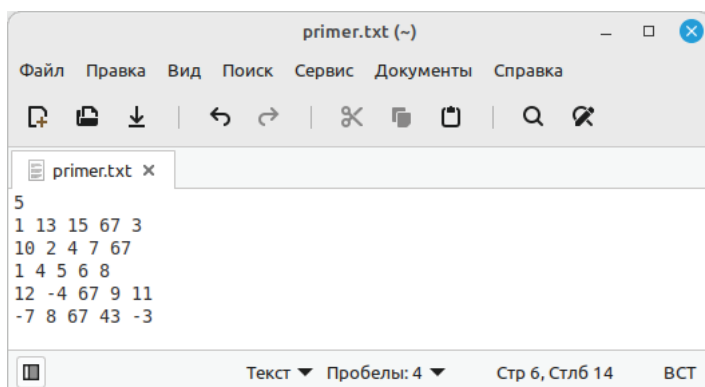 primer.txt (~)
Файл Правка Вид Поиск Сервис Документы Справка
primer.txt
5
1 13 15 67 3
10 2 4 7 67
1 4 5 6 8
12 -4 67 9 11
-7 8 67 43 -3
Текст Пробелы: 4 Стр 6, Стлб 14 ВСТ